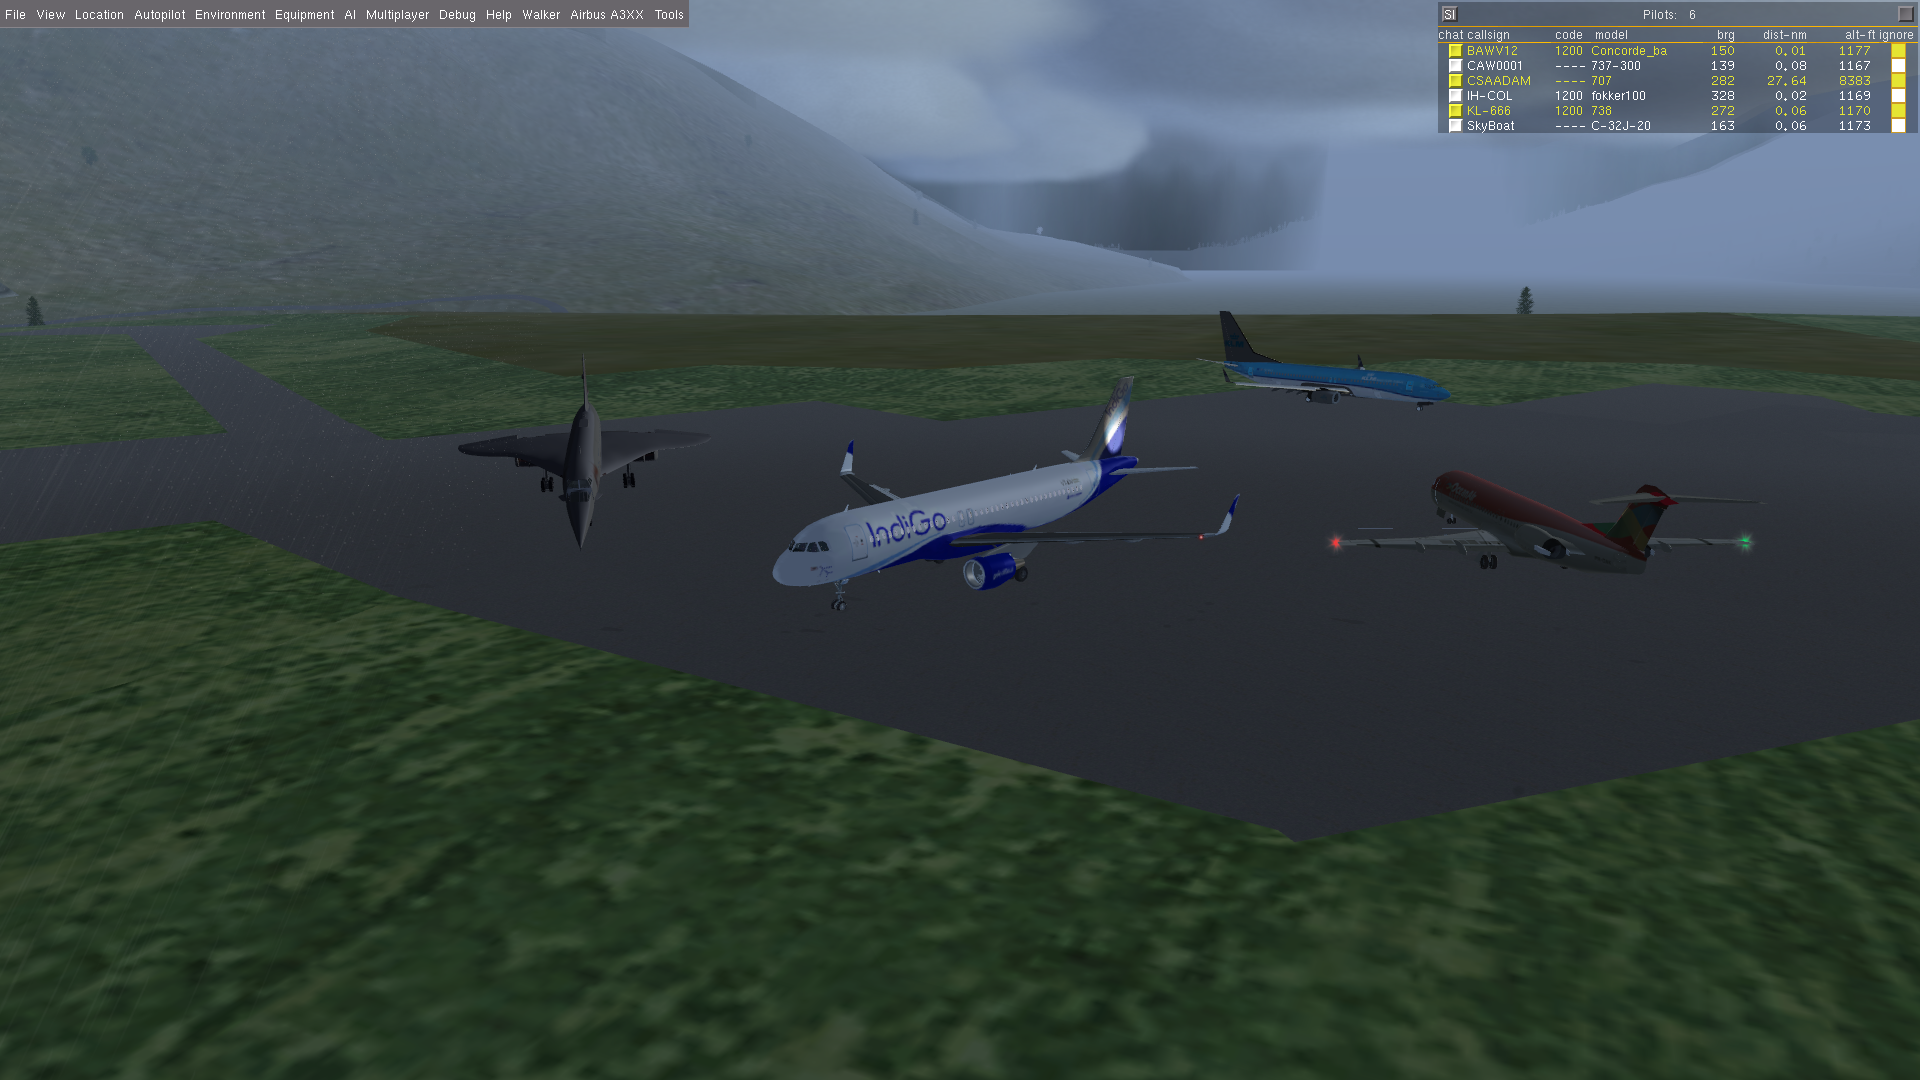 File View Location Autopilot Environment Equipment AI Multiplayer Debug Help Walker Airbus A3XX Tools
SI Pilots: 6
chat callsign code model brg dist-nm alt-ft ignore
BAWV12 1200 Concorde_ba 150 0.01 1177
CAW0001 ---- 737-300 139 0.08 1167
CSAADAM ---- 707 282 27.64 8383
IH-COL 1200 fokker100 328 0.02 1169
KL-666 1200 738 272 0.06 1170
SkyBoat ---- C-32J-20 163 0.06 1173
IndiGo